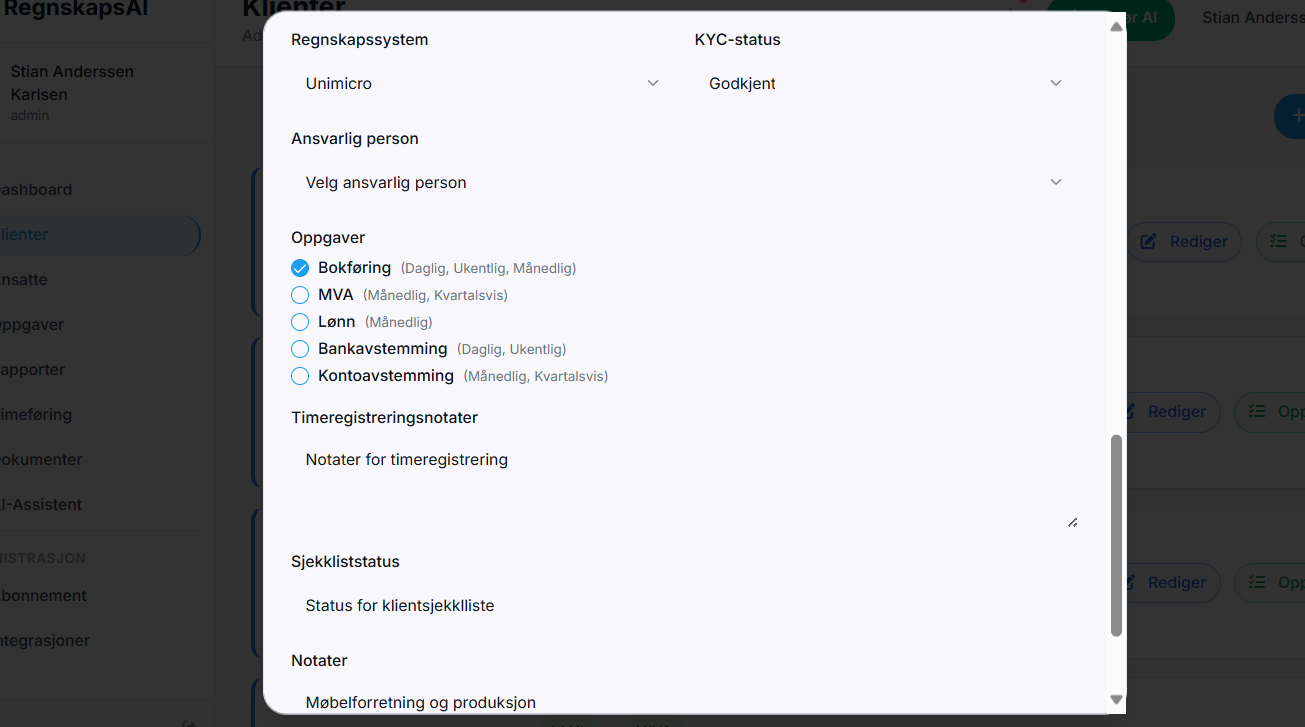 RegnskapsAI
Klienter
Stian Anderssen
Karlsen
admin
ashboard
lienter
nsatte
ppgaver
apporter
imeføring
okumenter
I-Assistent
ISTRASJON
bonnement
ntegrasjoner
Regnskapssystem KYC-status
Unimicro Godkjent
Ansvarlig person
Velg ansvarlig person
Oppgaver
Bokføring (Daglig, Ukentlig, Månedlig)
MVA (Månedlig, Kvartalsvis)
Lønn (Månedlig)
Bankavstemming (Daglig, Ukentlig)
Kontoavstemming (Månedlig, Kvartalsvis)
Timeregistreringsnotater
Notater for timeregistrering
Sjekkliststatus
Status for klientsjekklliste
Notater
Møbelforretning og produksjon
ør AI Stian Anderss
Rediger
Rediger Opp
Rediger Opp